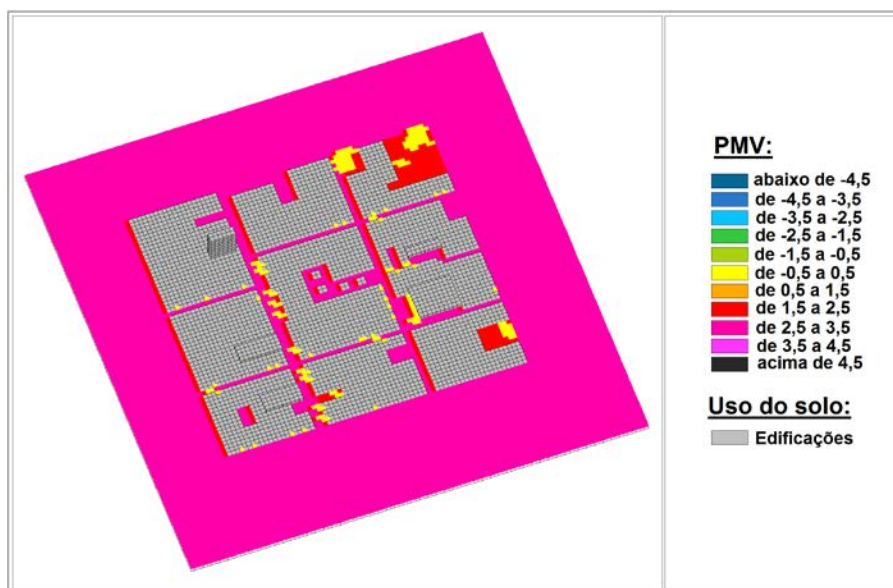 PMV:
abaixo de -4,5
de -4,5 a -3,5
de -3,5 a -2,5
de -2,5 a -1,5
de -1,5 a -0,5
de -0,5 a 0,5
de 0,5 a 1,5
de 1,5 a 2,5
de 2,5 a 3,5
de 3,5 a 4,5
acima de 4,5
Uso do solo:
Edificações